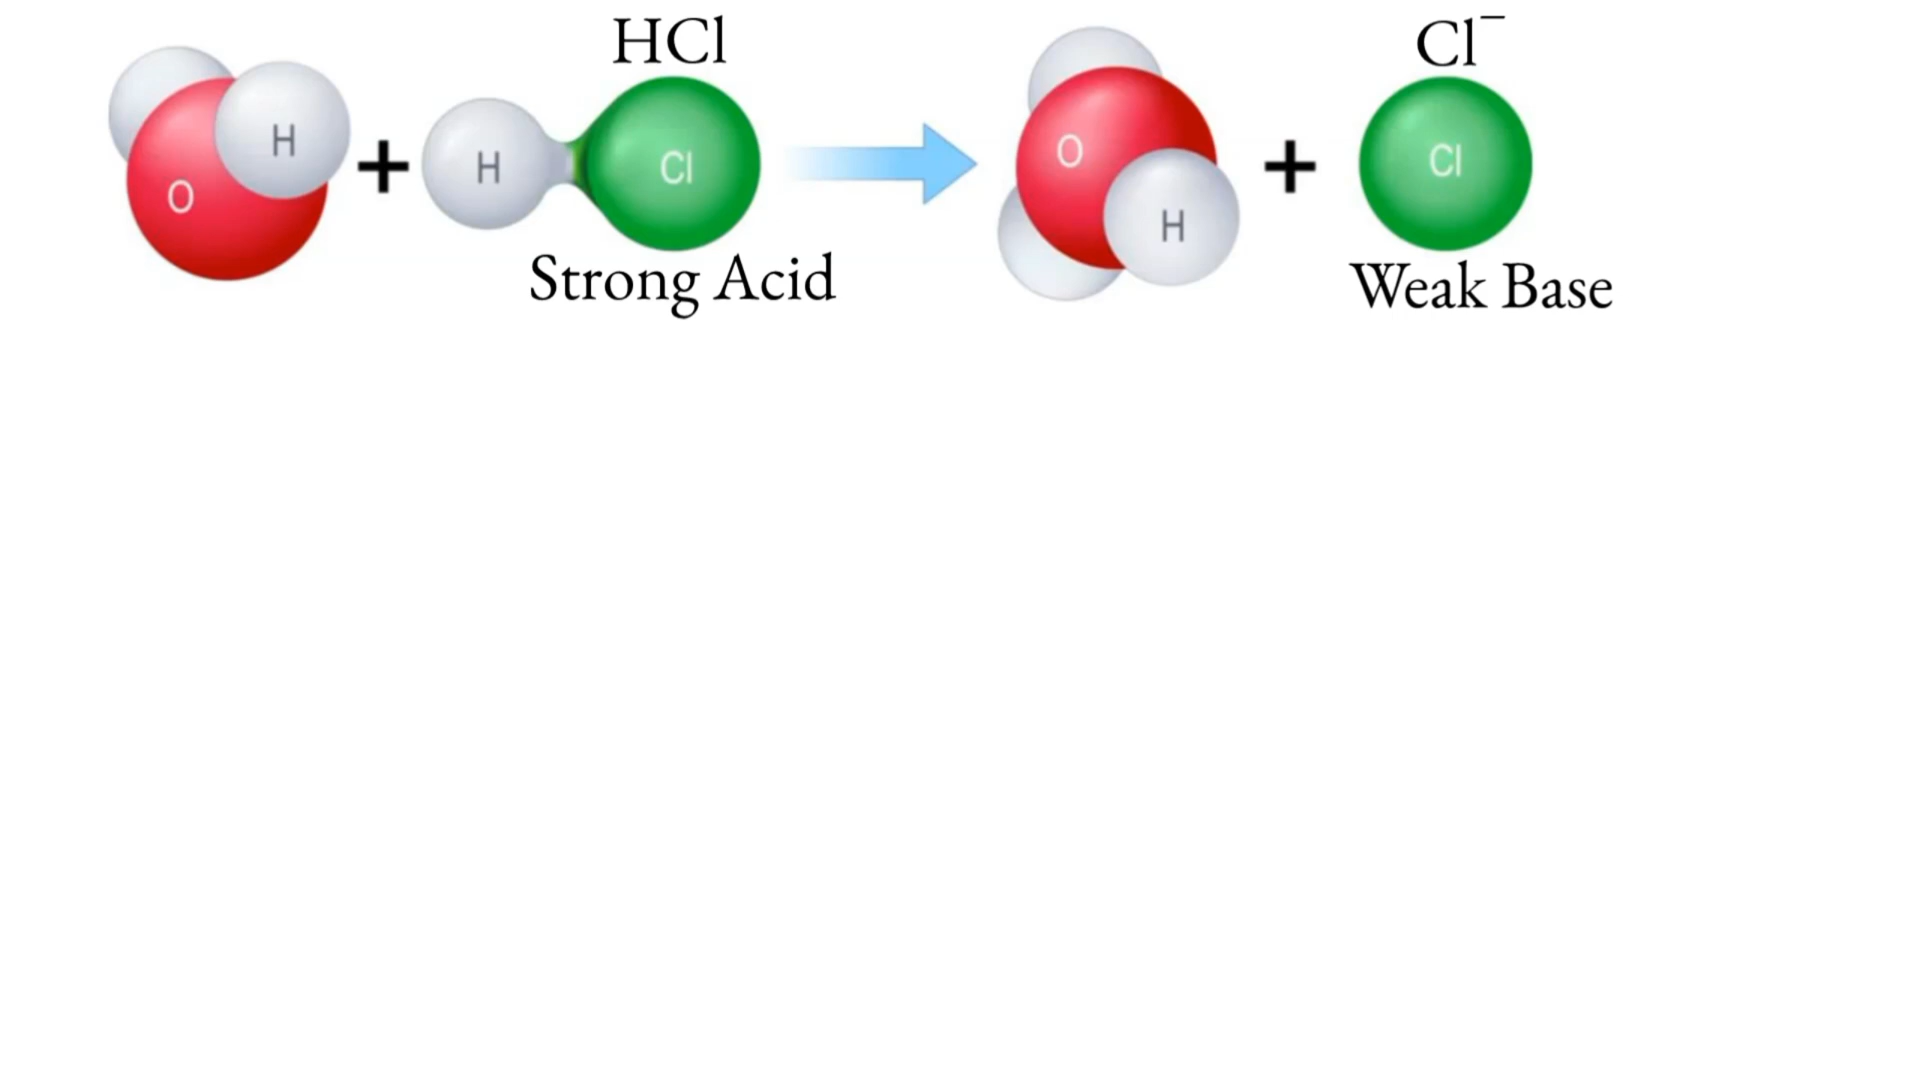 HCl
Cl⁻
O H + H Cl O H + Cl
Strong Acid
Weak Base